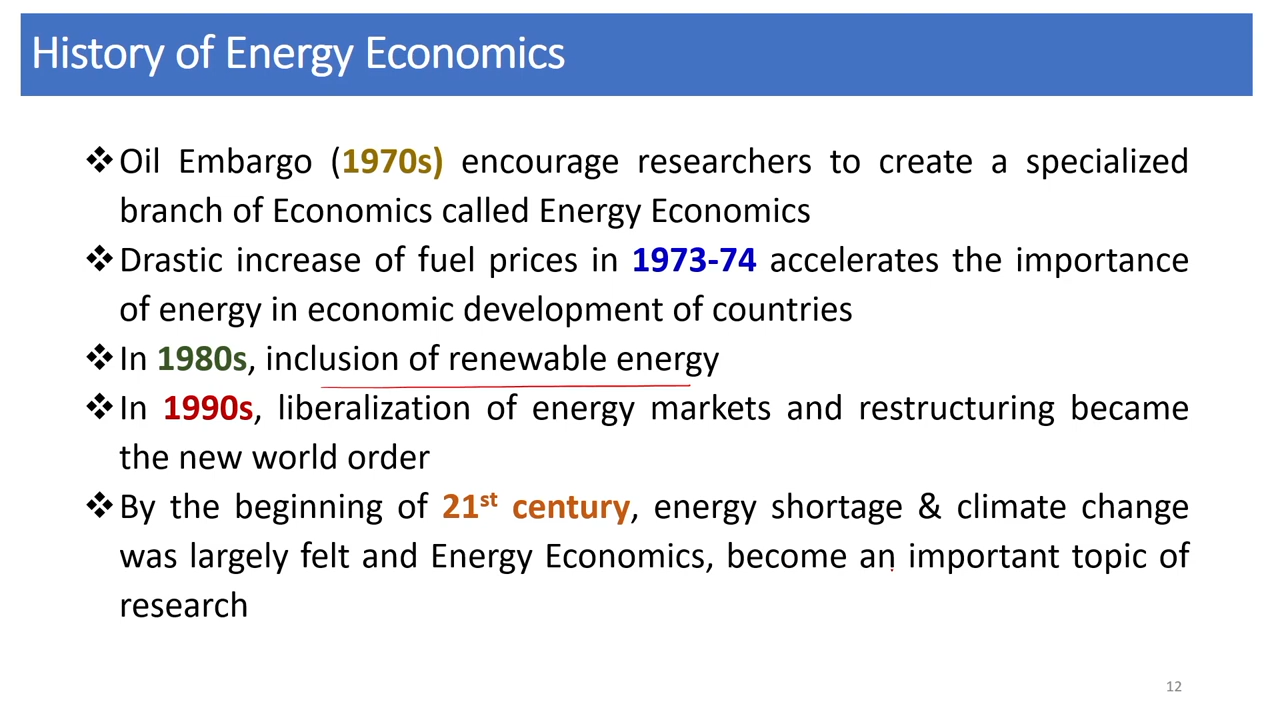 History of Energy Economics
❖Oil Embargo (1970s) encourage researchers to create a specialized
branch of Economics called Energy Economics
❖Drastic increase of fuel prices in 1973-74 accelerates the importance
of energy in economic development of countries
❖In 1980s, inclusion of renewable energy
❖In 1990s, liberalization of energy markets and restructuring became
the new world order
❖By the beginning of 21st century, energy shortage & climate change
was largely felt and Energy Economics, become an important topic of
research
12